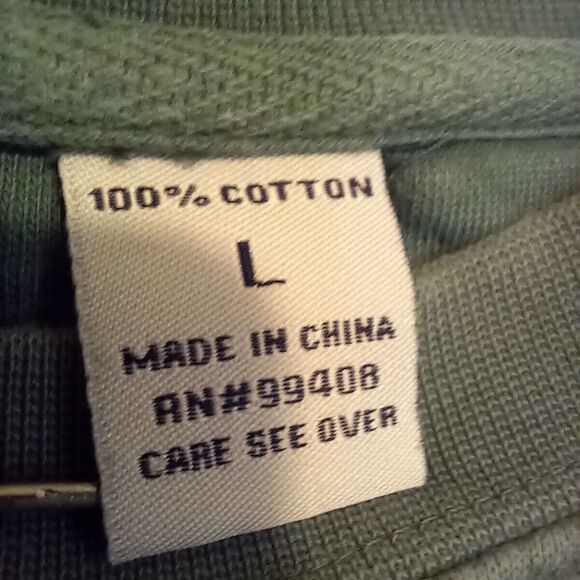 100% COTTON
L
MADE IN CHINA
RN#99408
CARE SEE OVER